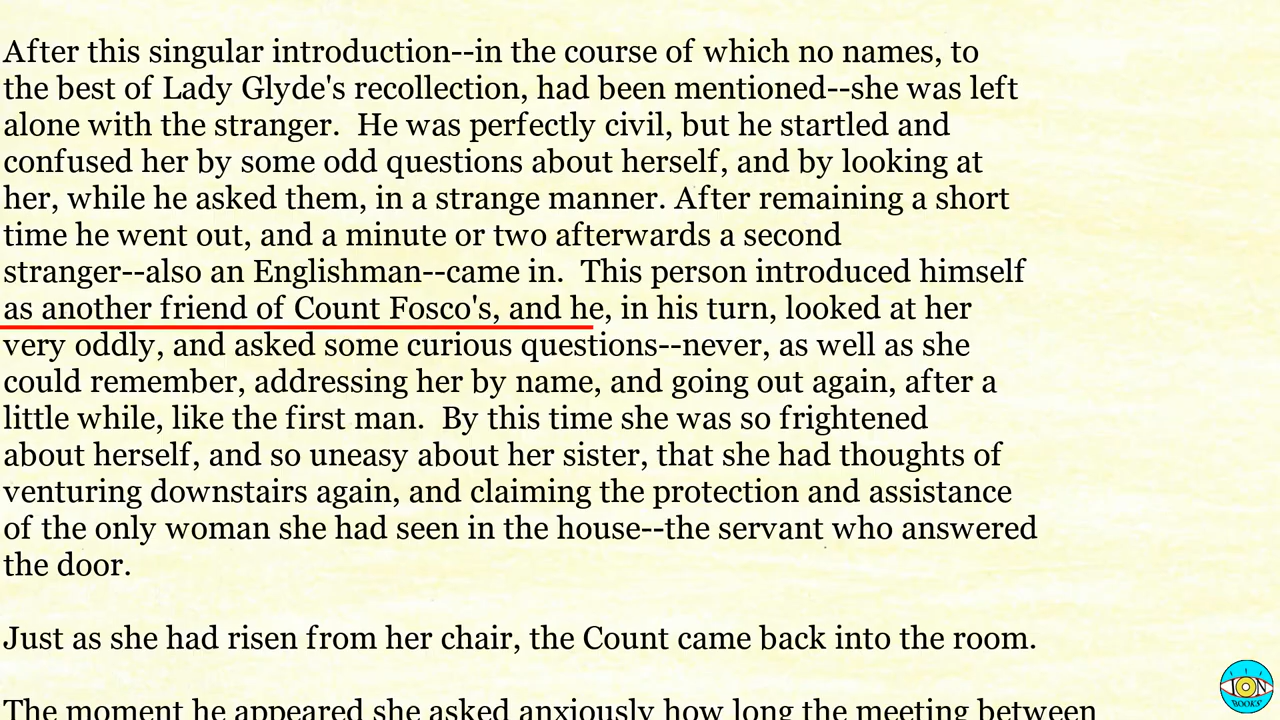 After this singular introduction--in the course of which no names, to
the best of Lady Glyde's recollection, had been mentioned--she was left
alone with the stranger.  He was perfectly civil, but he startled and
confused her by some odd questions about herself, and by looking at
her, while he asked them, in a strange manner. After remaining a short
time he went out, and a minute or two afterwards a second
stranger--also an Englishman--came in.  This person introduced himself
as another friend of Count Fosco's, and he, in his turn, looked at her
very oddly, and asked some curious questions--never, as well as she
could remember, addressing her by name, and going out again, after a
little while, like the first man.  By this time she was so frightened
about herself, and so uneasy about her sister, that she had thoughts of
venturing downstairs again, and claiming the protection and assistance
of the only woman she had seen in the house--the servant who answered
the door.
Just as she had risen from her chair, the Count came back into the room.
The moment he appeared she asked anxiously how long the meeting between
ION
BOOKS